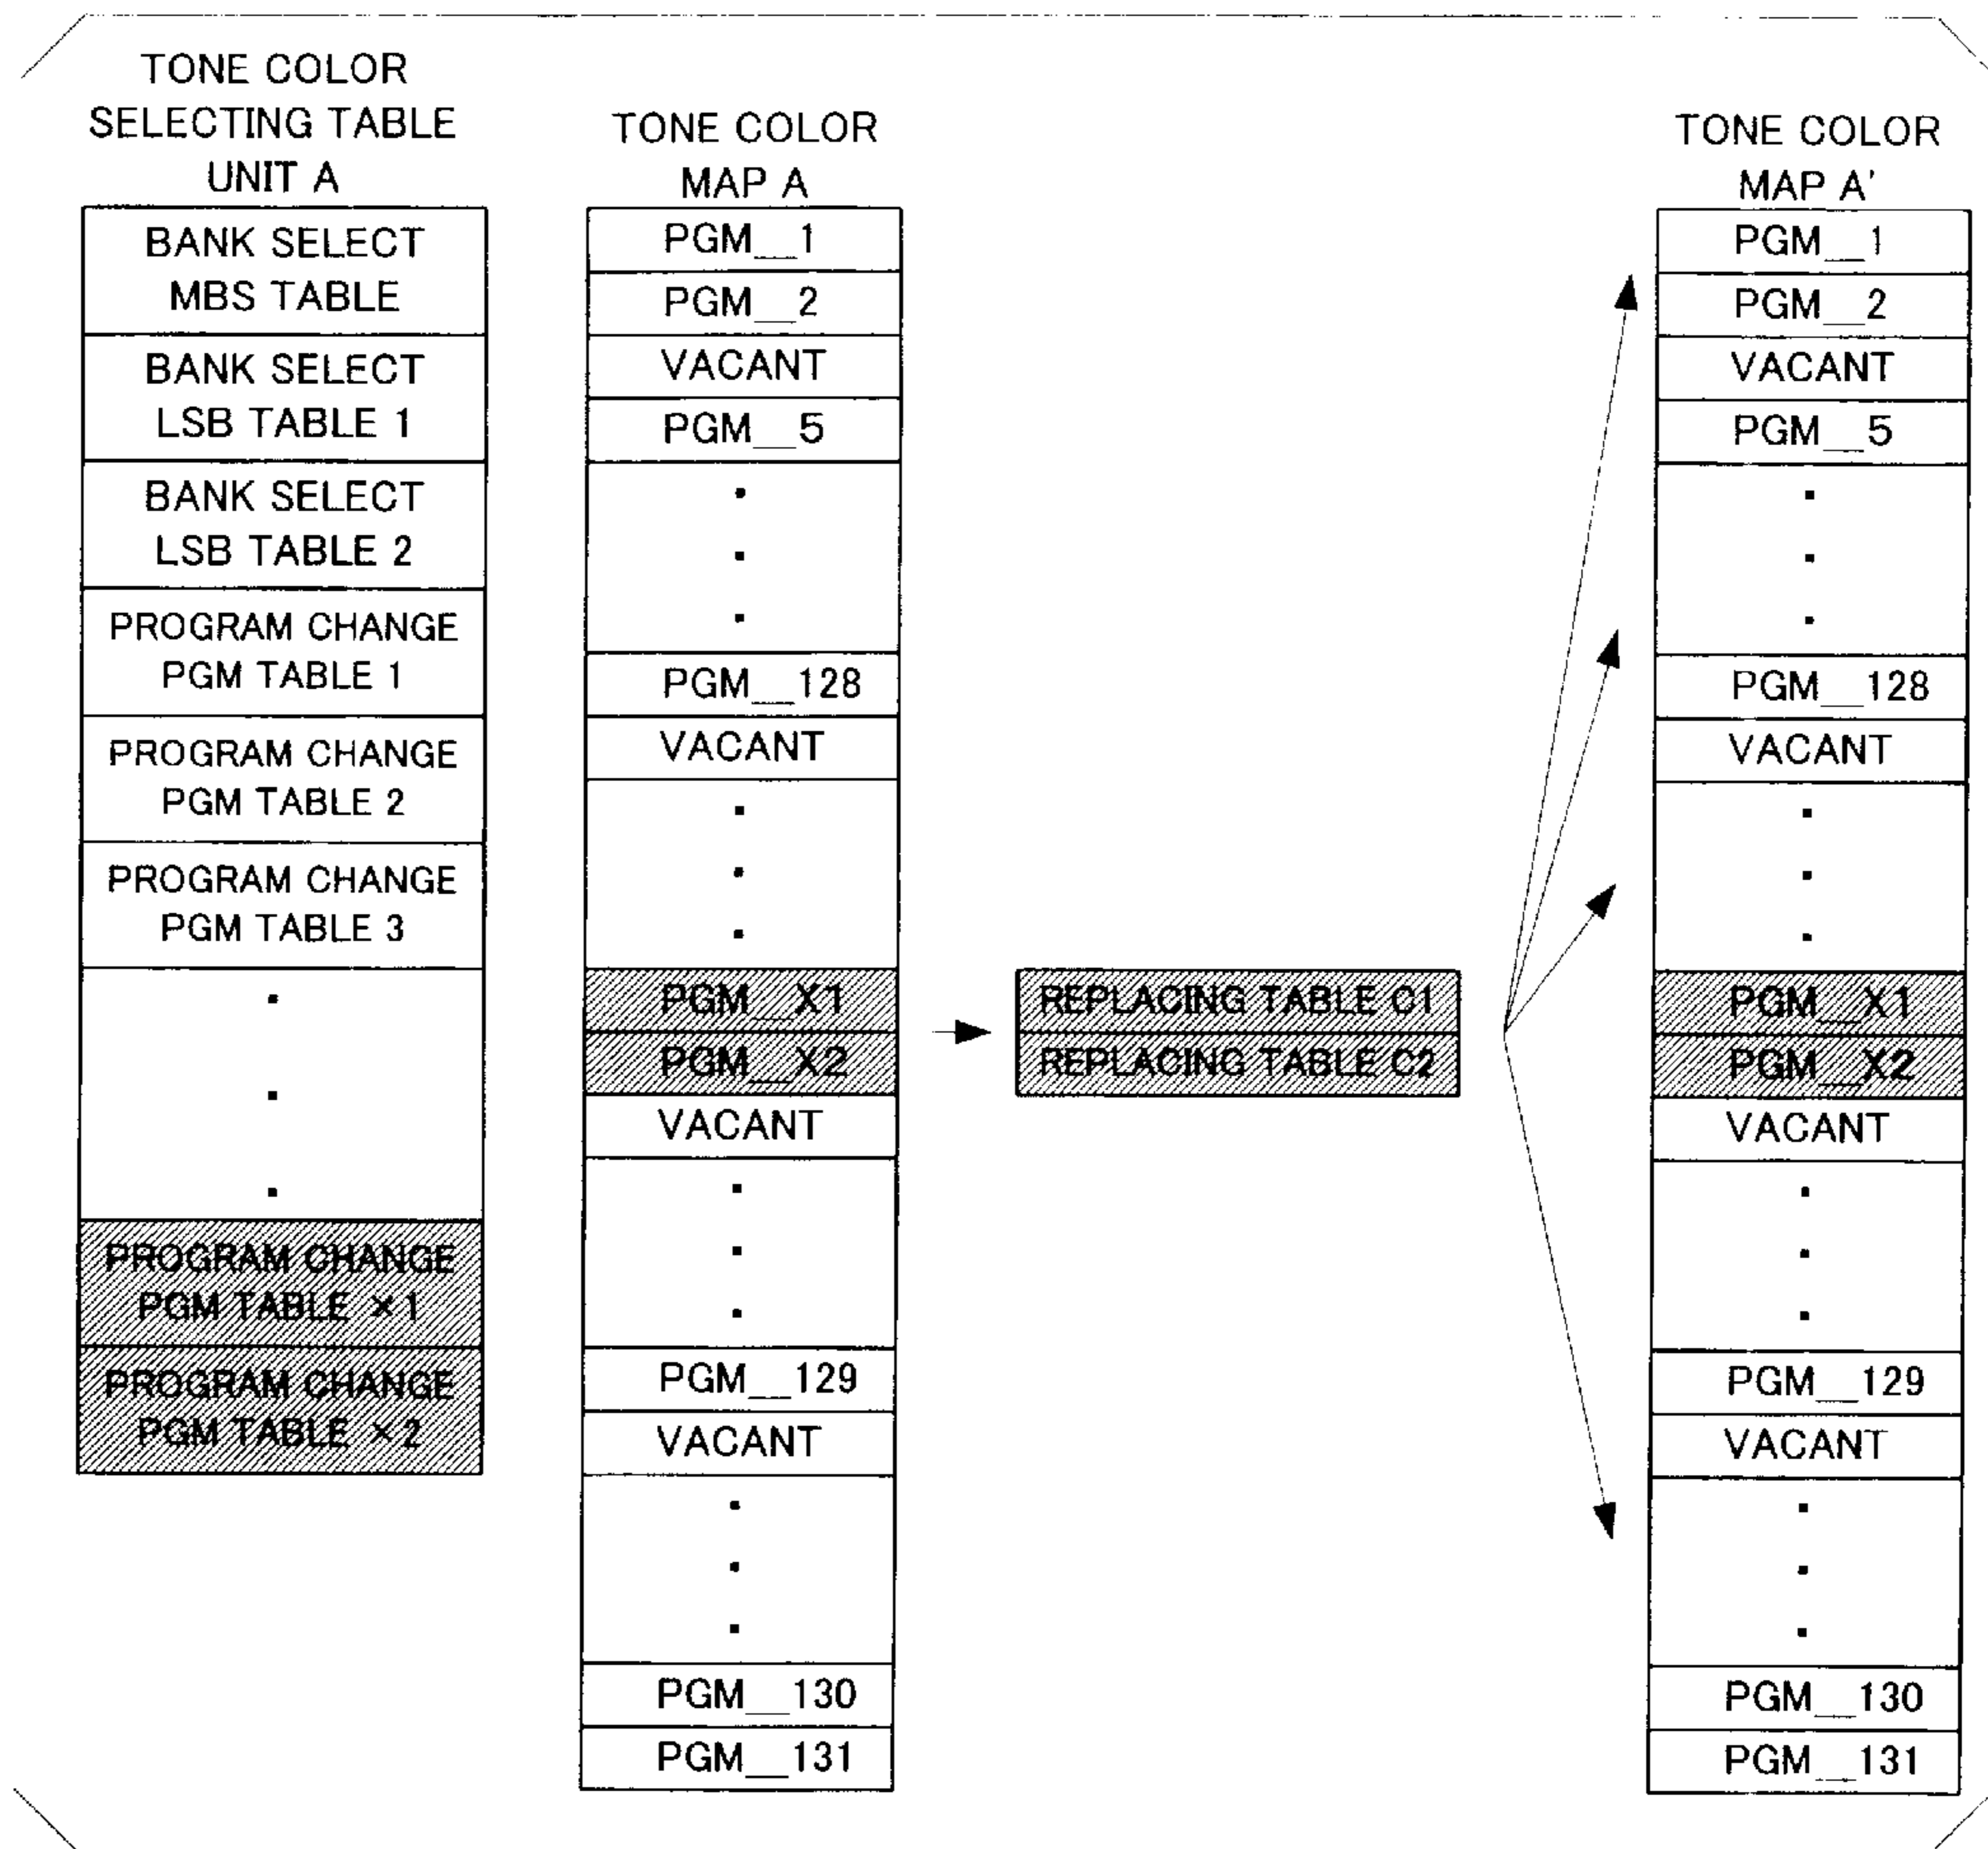 TONE COLOR
SELECTING TABLE
UNIT A
BANK SELECT
MBS TABLE
BANK SELECT
LSB TABLE 1
BANK SELECT
LSB TABLE 2
PROGRAM CHANGE
PGM TABLE 1
PROGRAM CHANGE
PGM TABLE 2
PROGRAM CHANGE
PGM TABLE 3
PROGRAM CHANGE
PGM TABLE ×1
PROGRAM CHANGE
PGM TABLE ×2
TONE COLOR
MAP A
PGM__1
PGM__2
VACANT
PGM__5
PGM__128
VACANT
PGM__X1
PGM__X2
VACANT
PGM__129
VACANT
PGM__130
PGM__131
REPLACING TABLE C1
REPLACING TABLE C2
TONE COLOR
MAP A'
PGM__1
PGM__2
VACANT
PGM__5
PGM__128
VACANT
PGM__X1
PGM__X2
VACANT
PGM__129
VACANT
PGM__130
PGM__131